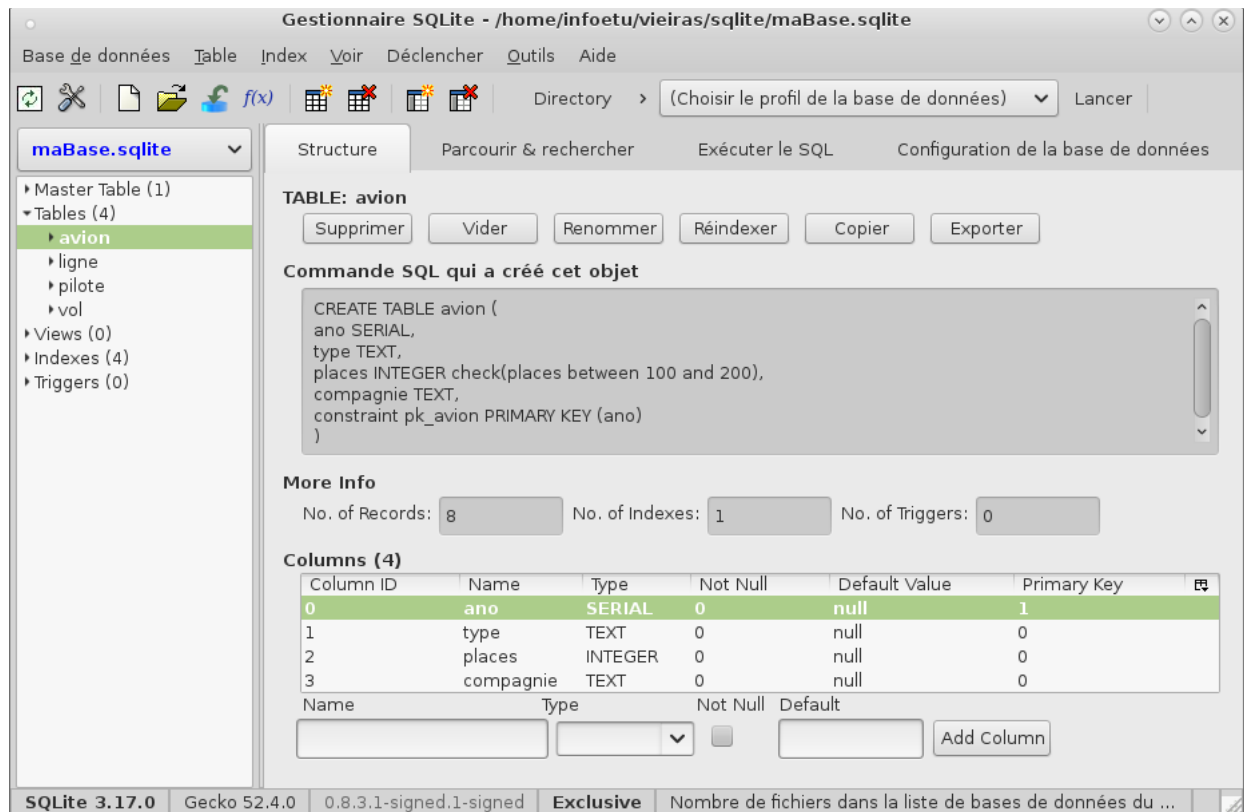 Gestionnaire SQLite - /home/infoetu/vieiras/sqlite/maBase.sqlite
Base de données Table Index Voir Déclencher Outils Aide
f(x) Directory > (Choisir le profil de la base de données) Lancer
maBase.sqlite
Structure Parcourir & rechercher Exécuter le SQL Configuration de la base de données
Master Table (1)
Tables (4)
avion
ligne
pilote
vol
Views (0)
Indexes (4)
Triggers (0)
TABLE: avion
Supprimer Vider Renommer Réindexer Copier Exporter
Commande SQL qui a créé cet objet
CREATE TABLE avion (
ano SERIAL,
type TEXT,
places INTEGER check(places between 100 and 200),
compagnie TEXT,
constraint pk_avion PRIMARY KEY (ano)
)
More Info
No. of Records: 8 No. of Indexes: 1 No. of Triggers: 0
Columns (4)
Column ID Name Type Not Null Default Value Primary Key
0 ano SERIAL 0 null 1
1 type TEXT 0 null 0
2 places INTEGER 0 null 0
3 compagnie TEXT 0 null 0
Name Type Not Null Default
Add Column
SQLite 3.17.0 Gecko 52.4.0 0.8.3.1-signed.1-signed Exclusive Nombre de fichiers dans la liste de bases de données du ...